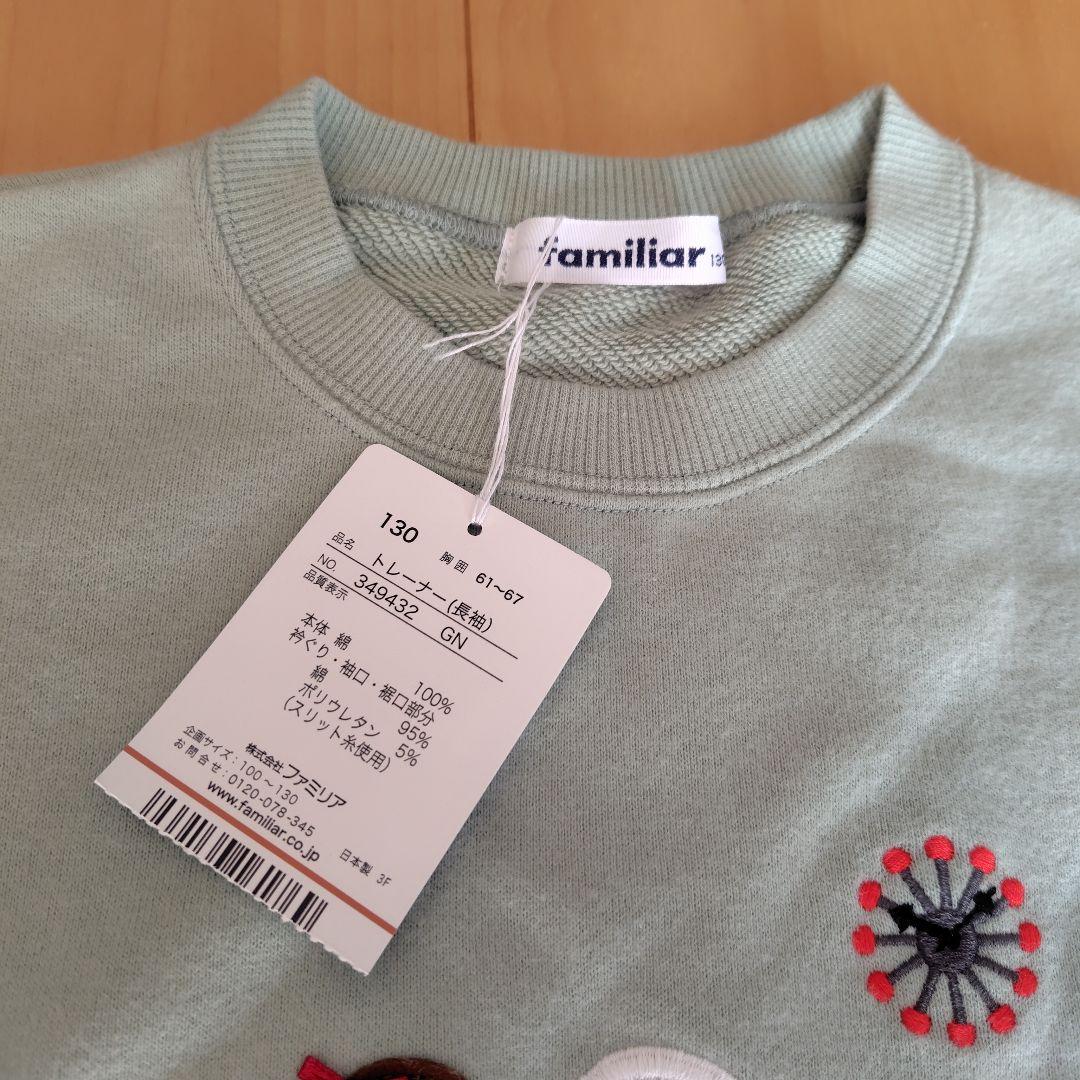 familiar 130
130 胸囲 61～67
品名 トレーナー(長袖)
NO. 349432 GN
品質表示
本体 綿 100%
衿ぐり・袖口・裾口部分
綿 95%
ポリウレタン 5%
(スリット糸使用)
株式会社ファミリア
企画サイズ：100～130
お問合せ：0120-078-345
www.familiar.co.jp
日本製 3F